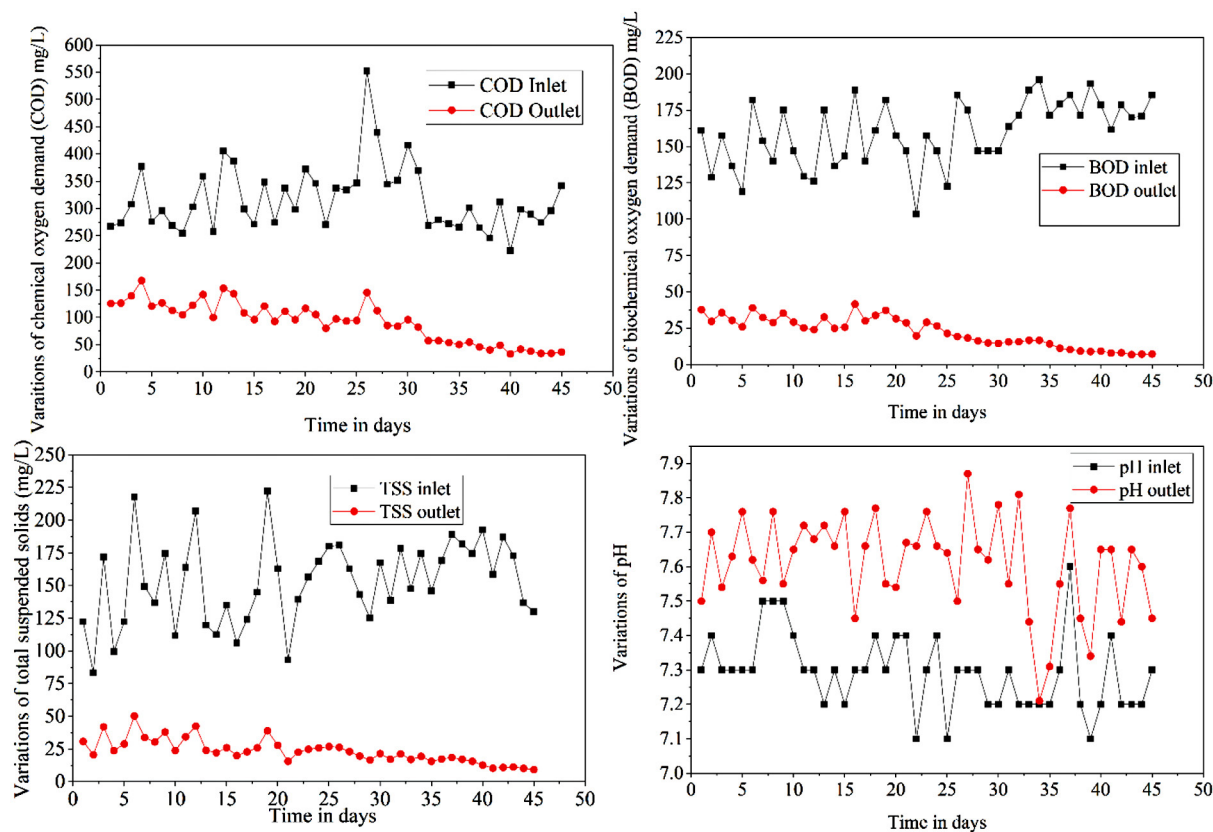 Varaitions of chemical oxygen demand (COD) mg/L)
600
550
500
450
400
350
300
250
200
150
100
50
0
COD Inlet
COD Outlet
0 5 10 15 20 25 30 35 40 45 50
Time in days
Variations of biochemical oxxygen demand (BOD) mg/L
225
200
175
150
125
100
75
50
25
0
BOD inlet
BOD outlet
0 5 10 15 20 25 30 35 40 45 50
Time in days
Variations of total suspended solids (mg/L)
250
225
200
175
150
125
100
75
50
25
0
TSS inlet
TSS outlet
0 5 10 15 20 25 30 35 40 45 50
Time in days
Variations of pH
7.9
7.8
7.7
7.6
7.5
7.4
7.3
7.2
7.1
7.0
pH inlet
pH outlet
0 5 10 15 20 25 30 35 40 45 50
Time in days